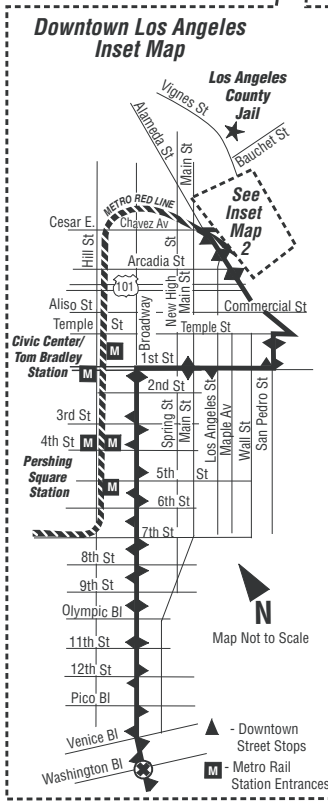 Downtown Los Angeles
Inset Map
Los Angeles
County
Jail
Vignes St
Alameda St
Main St
Bauchet St
METRO RED LINE
See
Inset
Map
2
Cesar E.
Chavez Av
Hill St
St
Arcadia St
101
Broadway
New High
Main St
Aliso St
Commercial St
Temple
St
Temple St
Civic Center/
Tom Bradley
Station
M
1st St
M
2nd St
3rd St
Spring St
Main St
Los Angeles St
Maple Av
Wall St
San Pedro St
4th St
M
M
Pershing
Square
Station
5th
St
M
6th St
7th St
8th St
9th St
Olympic Bl
N
Map Not to Scale
11th St
12th St
Pico Bl
Venice Bl
Washington Bl
- Downtown
Street Stops
M
- Metro Rail
Station Entrances